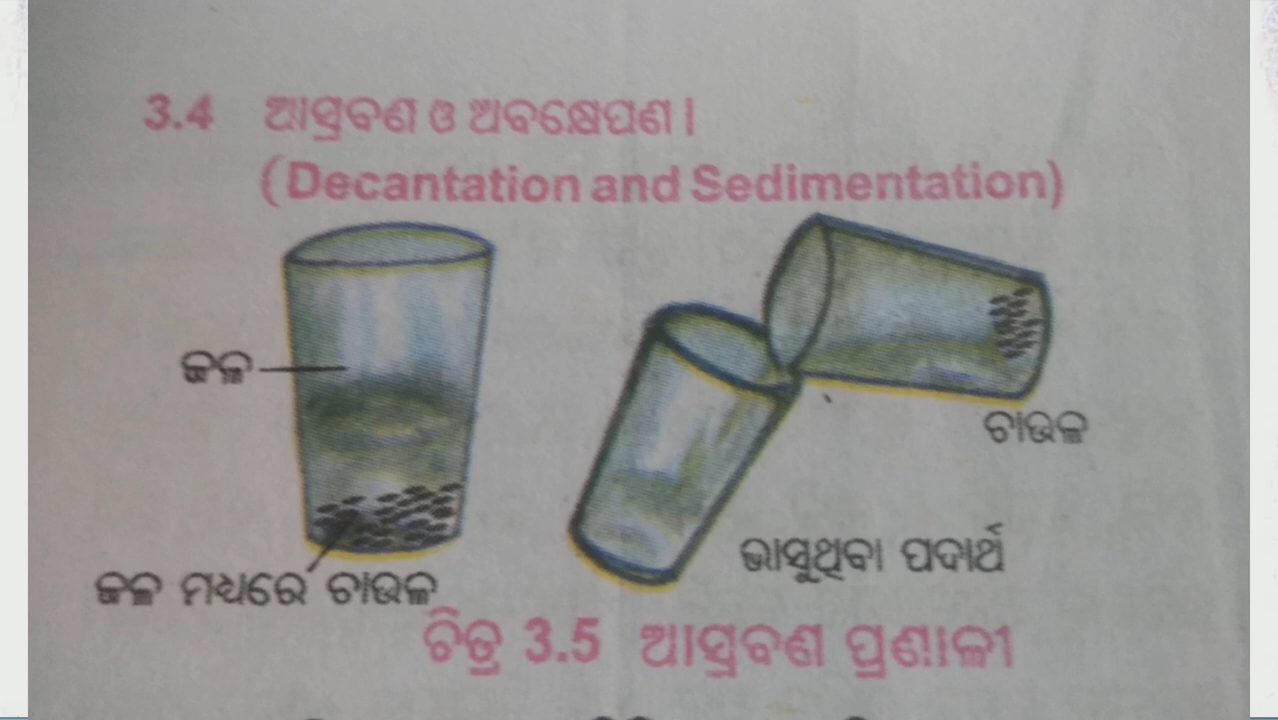 3.4 ଆସ୍ରବଣ ଓ ଅବକ୍ଷେପଣ ।
(Decantation and Sedimentation)
ଜଳ
ଚାଉଳ
ଭାସୁଥିବା ପଦାର୍ଥ
ଜଳ ମଧ୍ୟରେ ଚାଉଳ
ଚିତ୍ର 3.5 ଆସ୍ରବଣ ପ୍ରଣାଳୀ